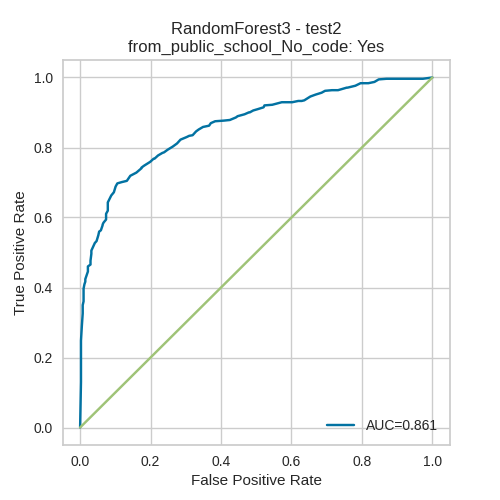 RandomForest3 - test2
from_public_school_No_code: Yes
True Positive Rate
1.0
0.8
0.6
0.4
0.2
0.0
AUC=0.861
0.0 0.2 0.4 0.6 0.8 1.0
False Positive Rate